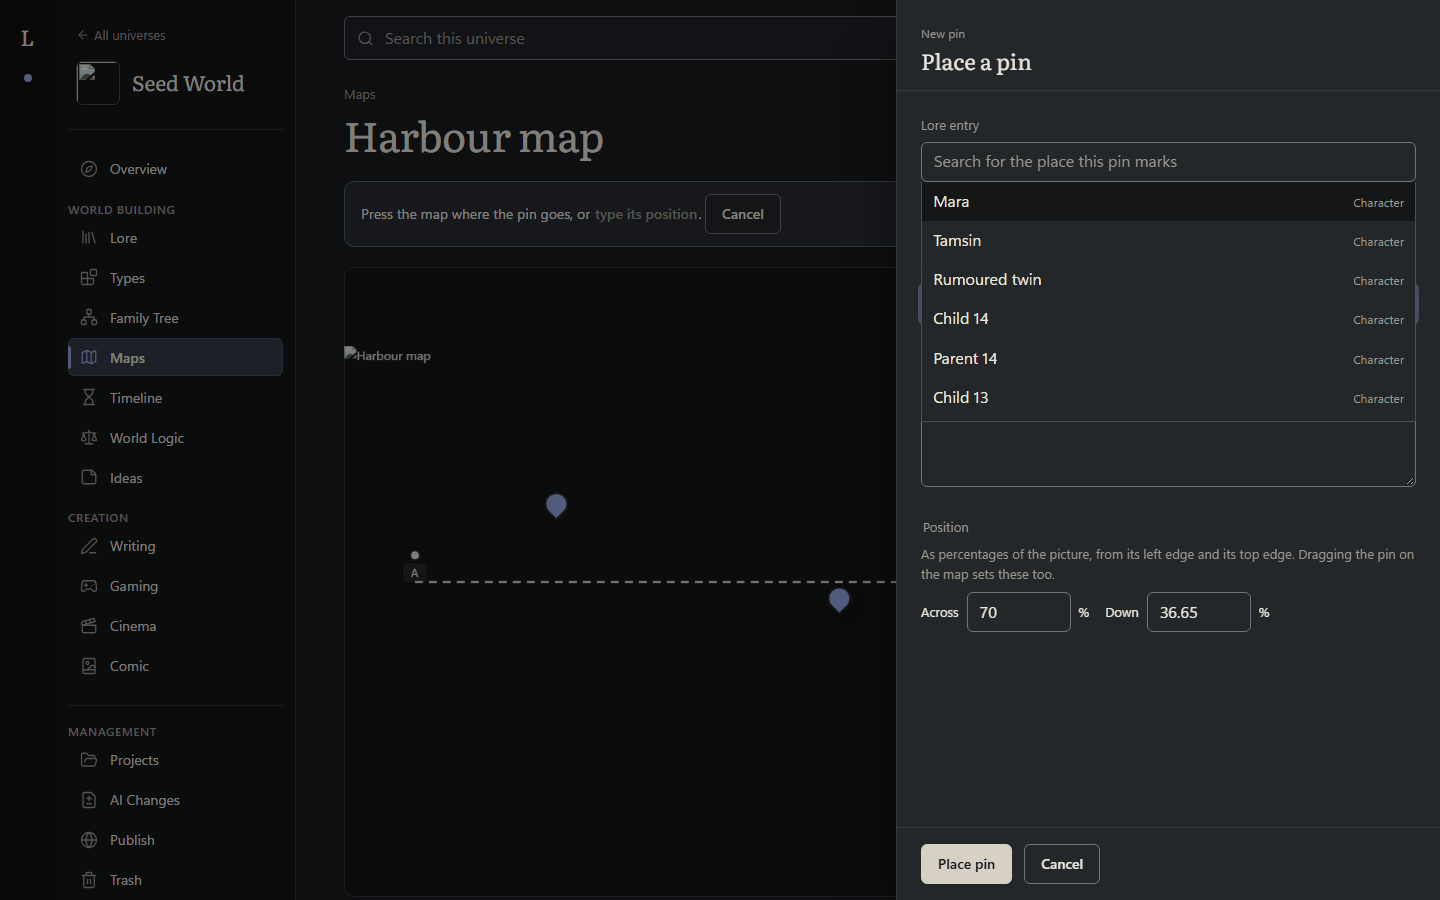 L
All universes
Seed World
Overview
WORLD BUILDING
Lore
Types
Family Tree
Maps
Timeline
World Logic
Ideas
CREATION
Writing
Gaming
Cinema
Comic
MANAGEMENT
Projects
AI Changes
Publish
Trash
Search this universe
Maps
Harbour map
Press the map where the pin goes, or type its position. Cancel
Harbour map
A
New pin
Place a pin
Lore entry
Search for the place this pin marks
Mara Character
Tamsin Character
Rumoured twin Character
Child 14 Character
Parent 14 Character
Child 13 Character
Position
As percentages of the picture, from its left edge and its top edge. Dragging the pin on
the map sets these too.
Across 70 % Down 36.65 %
Place pin Cancel